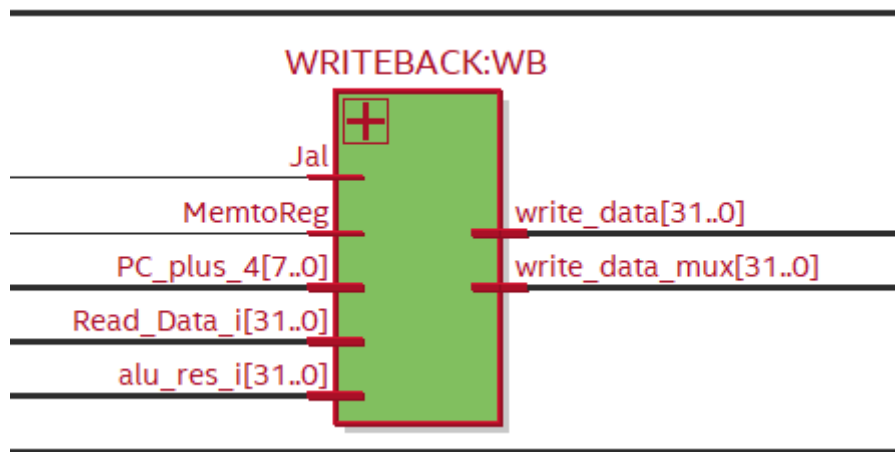 WRITEBACK:WB
Jal
MemtoReg
PC_plus_4[7..0]
Read_Data_i[31..0]
alu_res_i[31..0]
write_data[31..0]
write_data_mux[31..0]